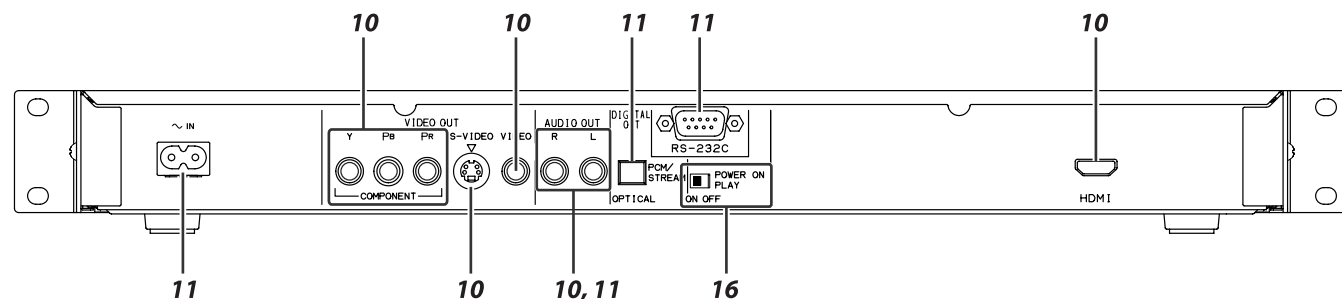 10 10 11 11 10
VIDEO OUT AUDIO OUT DIGITAL OUT
∼ IN Y PB PR S-VIDEO VIDEO R L
RS-232C
PCM/STREAM POWER ON PLAY
COMPONENT OPTICAL ON OFF HDMI
11 10 10, 11 16